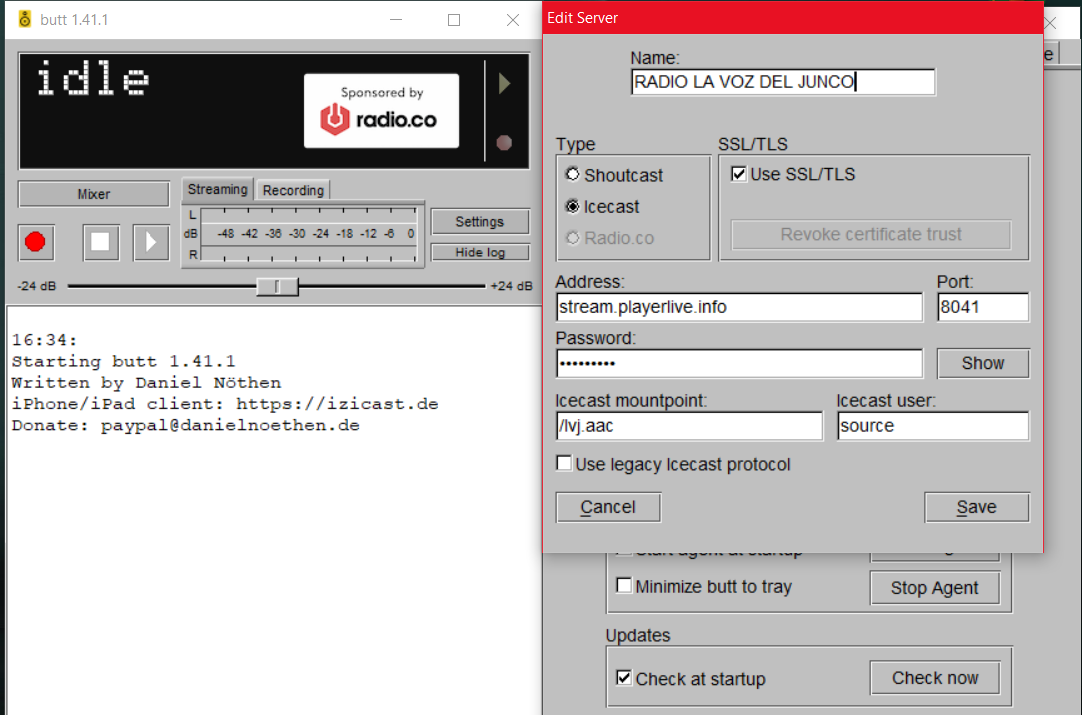 butt 1.41.1
idle
Sponsored by
radio.co
Mixer
Streaming
Recording
L
dB -48 -42 -36 -30 -24 -18 -12 -6 0
R
Settings
Hide log
-24 dB
+24 dB
16:34:
Starting butt 1.41.1
Written by Daniel Nöthen
iPhone/iPad client: https://izicast.de
Donate: paypal@danielnoethen.de
Edit Server
Name:
RADIO LA VOZ DEL JUNCO
Type
Shoutcast
Icecast
Radio.co
SSL/TLS
Use SSL/TLS
Revoke certificate trust
Address:
stream.playerlive.info
Port:
8041
Password:
•••••••••
Show
Icecast mountpoint:
/lvj.aac
Icecast user:
source
Use legacy Icecast protocol
Cancel
Save
Start agent at startup
Minimize butt to tray
Stop Agent
Updates
Check at startup
Check now